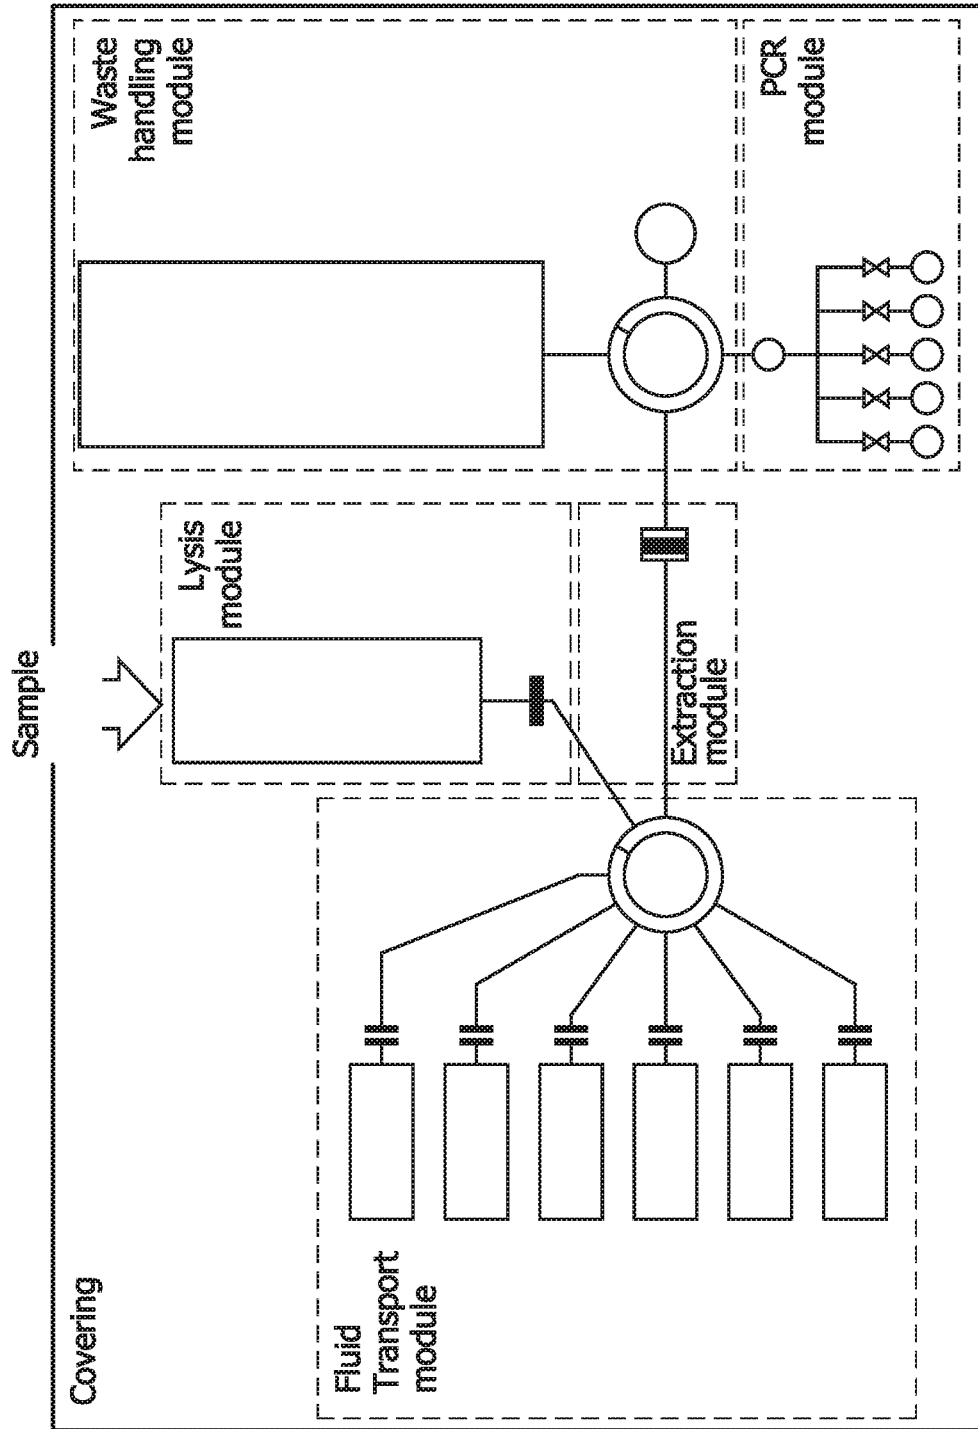 Sample
Covering
Fluid
Transport
module
Lysis
module
Extraction
module
Waste
handling
module
PCR
module